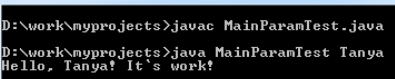 D:\work\myprojects>javac MainParamTest.java
D:\work\myprojects>java MainParamTest Tanya
Hello, Tanya! It`s work!